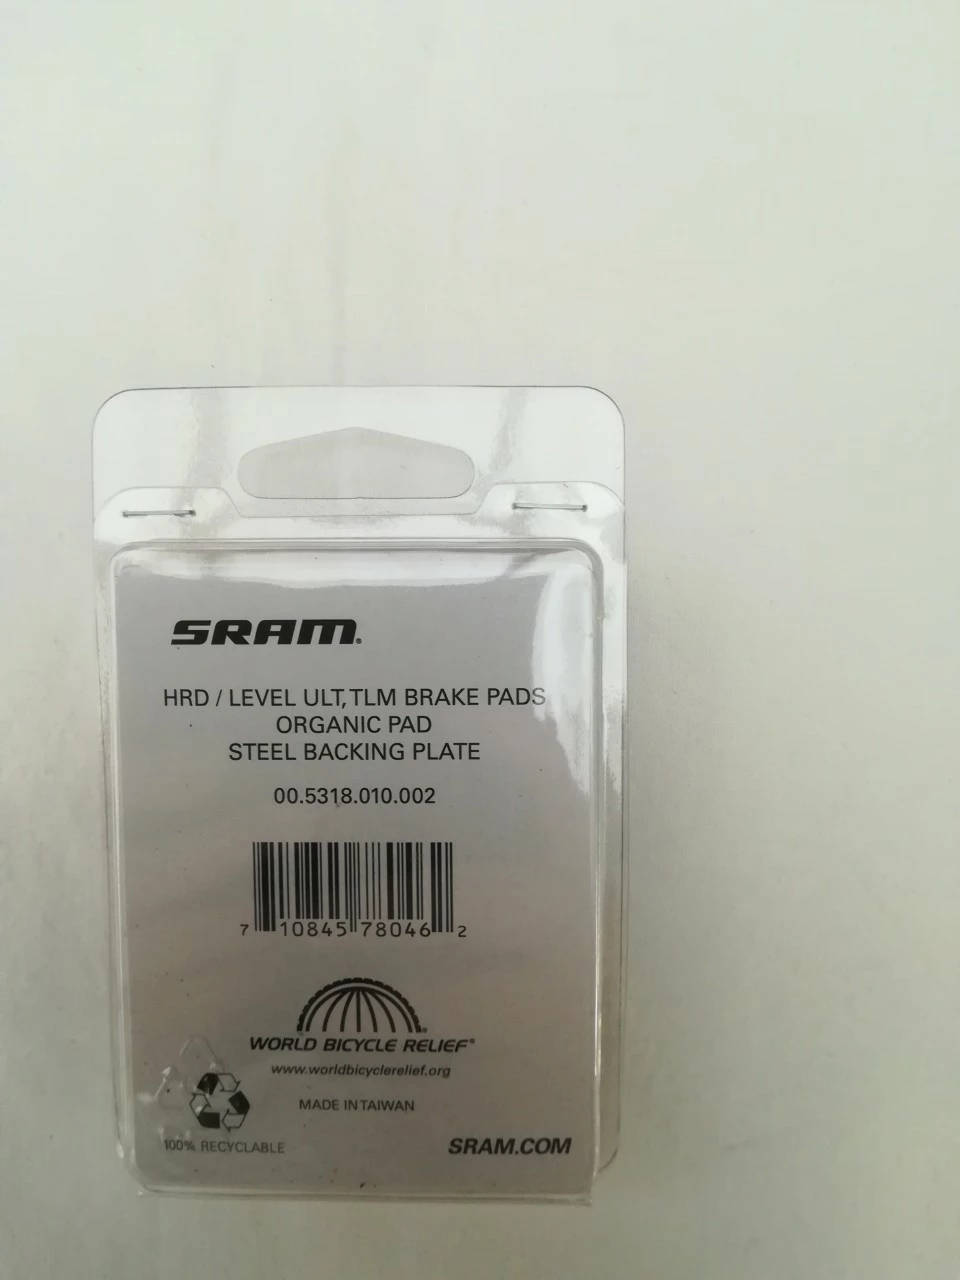 SRAM®
HRD / LEVEL ULT, TLM BRAKE PADS
ORGANIC PAD
STEEL BACKING PLATE
00.5318.010.002
7 10845 78046 2
WORLD BICYCLE RELIEF®
www.worldbicyclerelief.org
MADE IN TAIWAN
100% RECYCLABLE
SRAM.COM